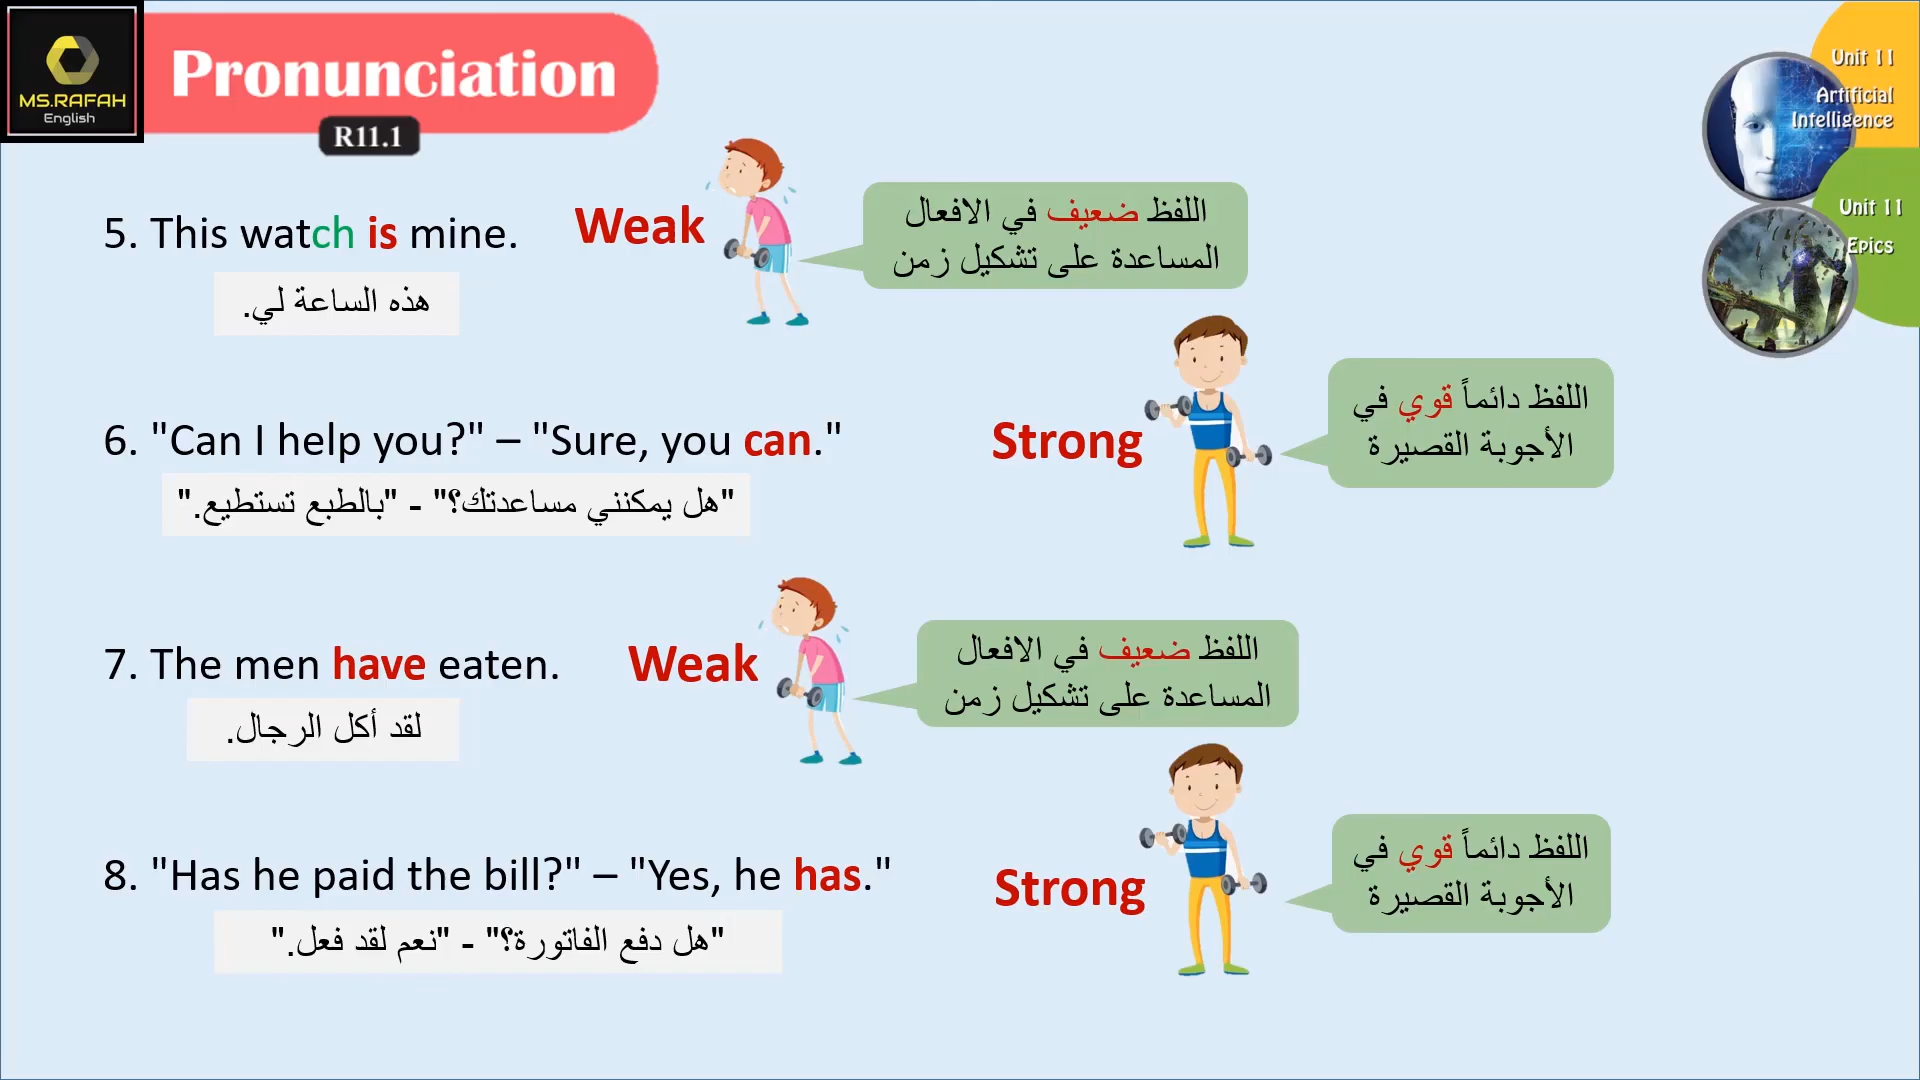 MS.RAFAH
English
Pronunciation
R11.1
Unit 11
Artificial
Intelligence
Unit 11
Epics
5. This watch is mine.
Weak
اللفظ ضعيف في الافعال
المساعدة على تشكيل زمن
هذه الساعة لي.
6. "Can I help you?" – "Sure, you can."
Strong
اللفظ دائماً قوي في
الأجوبة القصيرة
"هل يمكنني مساعدتك؟" - "بالطبع تستطيع."
7. The men have eaten.
Weak
اللفظ ضعيف في الافعال
المساعدة على تشكيل زمن
لقد أكل الرجال.
8. "Has he paid the bill?" – "Yes, he has."
Strong
اللفظ دائماً قوي في
الأجوبة القصيرة
"هل دفع الفاتورة؟" - "نعم لقد فعل."